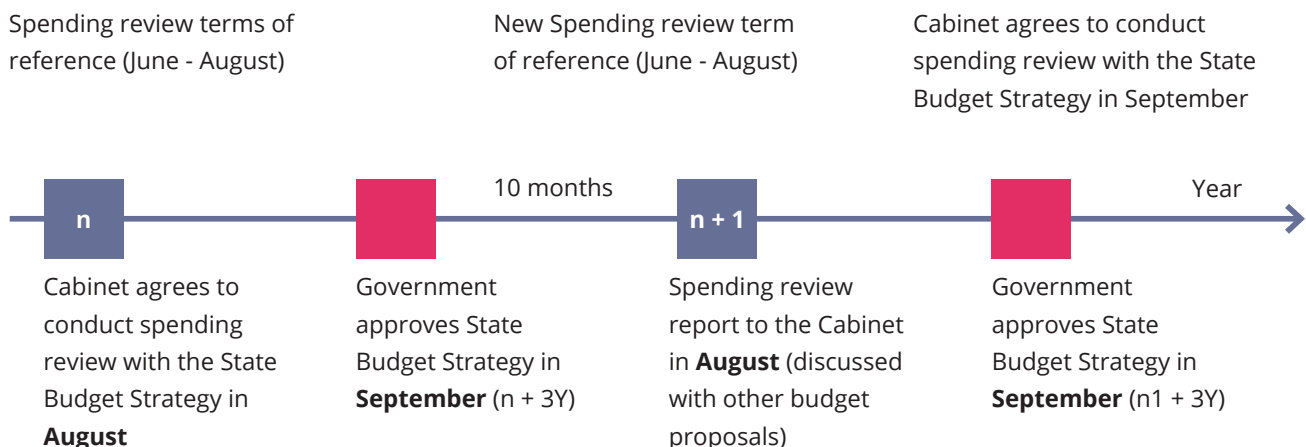 Spending review terms of
reference (June - August)
New Spending review term
of reference (June - August)
Cabinet agrees to conduct
spending review with the State
Budget Strategy in September
n
10 months
n + 1
Year
Cabinet agrees to
conduct spending
review with the State
Budget Strategy in
August
Government
approves State
Budget Strategy in
September (n + 3Y)
Spending review
report to the Cabinet
in August (discussed
with other budget
proposals)
Government
approves State
Budget Strategy in
September (n1 + 3Y)